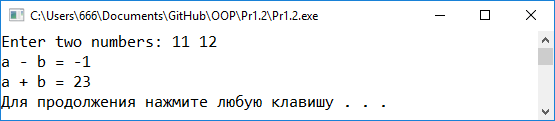 C:\Users\666\Documents\GitHub\OOP\Pr1.2\Pr1.2.exe
Enter two numbers: 11 12
a - b = -1
a + b = 23
Для продолжения нажмите любую клавишу . . .